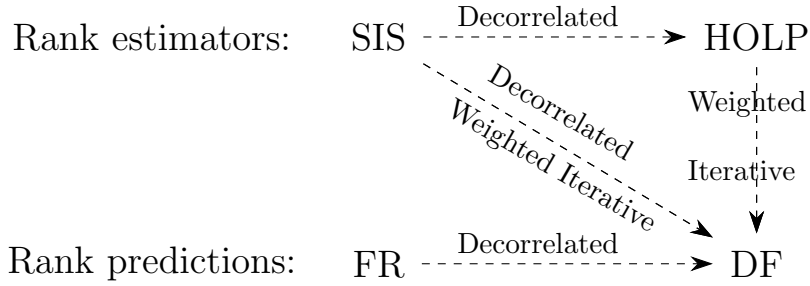 Rank estimators: SIS Decorrelated HOLP
Decorrelated
Weighted Iterative
Weighted
Iterative
Rank predictions: FR Decorrelated DF